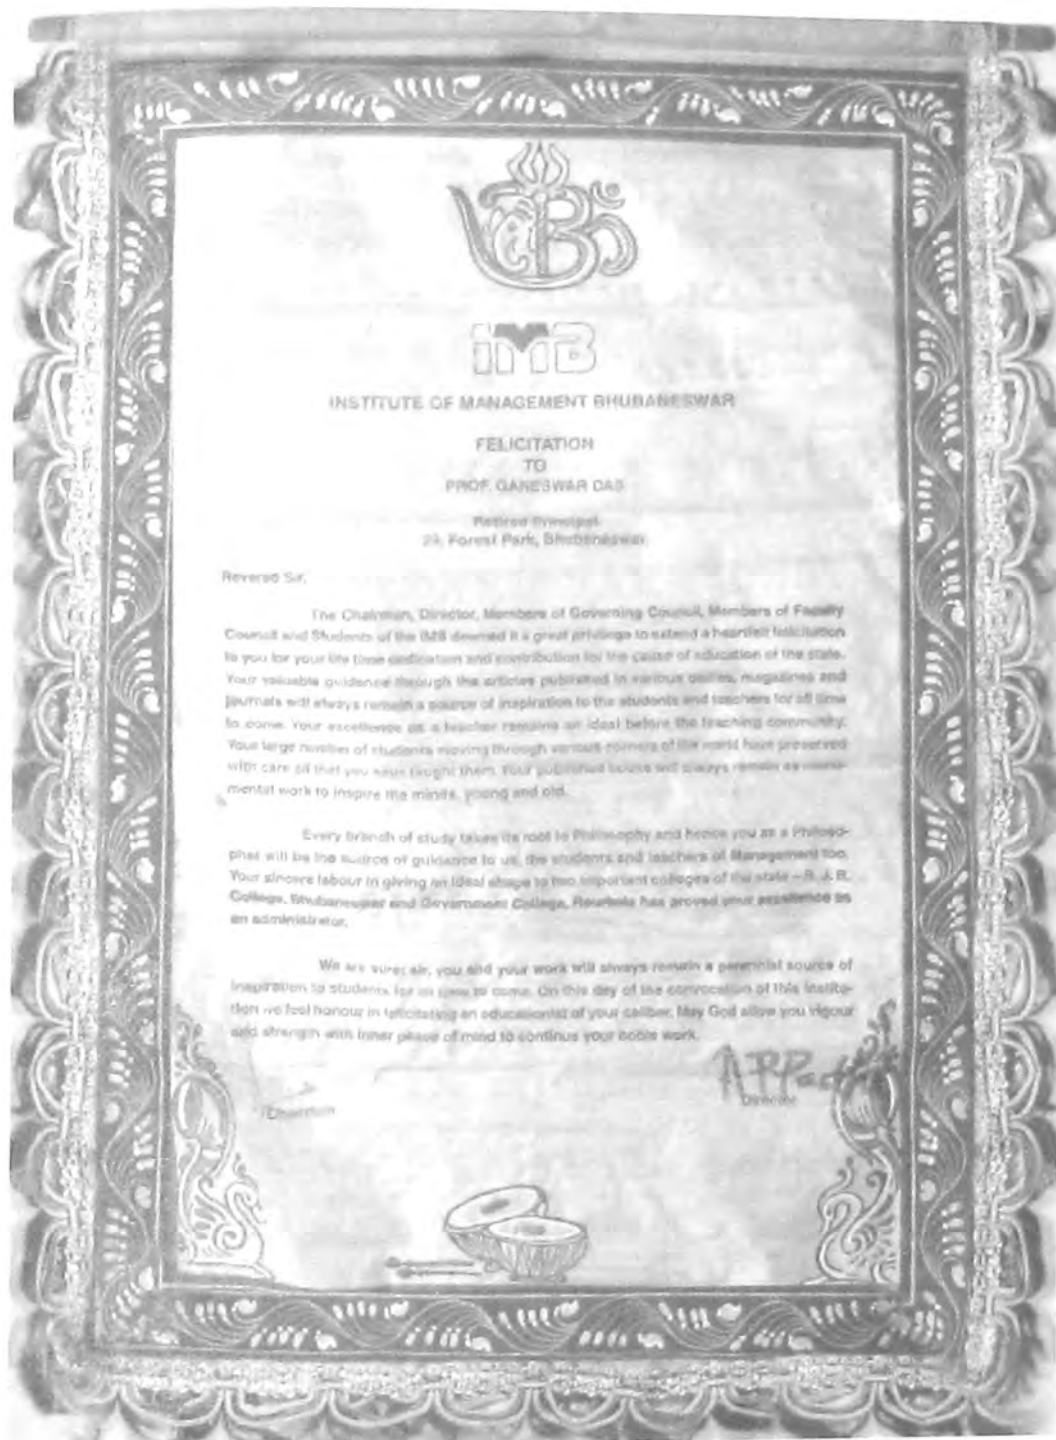 IMB
INSTITUTE OF MANAGEMENT BHUBANESWAR
FELICITATION
TO
PROF. GANESWAR DAS
Retired Principal
29, Forest Park, Bhubaneswar.
Revered Sir,
The Chairman, Director, Members of Governing Council, Members of Faculty
Council and Students of the IMB deemed it a great privilege to extend a heartfelt felicitation
to you for your life time dedication and contribution for the cause of education of the state.
Your valuable guidance through the articles published in various dailies, magazines and
journals will always remain a source of inspiration to the students and teachers for all time
to come. Your excellence as a teacher remains an ideal before the teaching community.
Your large number of students moving through various corners of the world have preserved
with care all that you have taught them. Your published books will always remain as monu-
mental work to inspire the minds, young and old.
Every branch of study takes its root in Philosophy and hence you as a Philoso-
pher will be the source of guidance to us, the students and teachers of Management too.
Your sincere labour in giving an ideal shape to two important colleges of the state – B. J. B.
College, Bhubaneswar and Government College, Rourkela has proved your excellence as
an administrator.
We are sure, sir, you and your work will always remain a perennial source of
inspiration to students for all time to come. On this day of the convocation of this institu-
tion we feel honour in felicitating an educationist of your caliber. May God allow you vigour
and strength with inner peace of mind to continue your noble work.
Chairman
Director